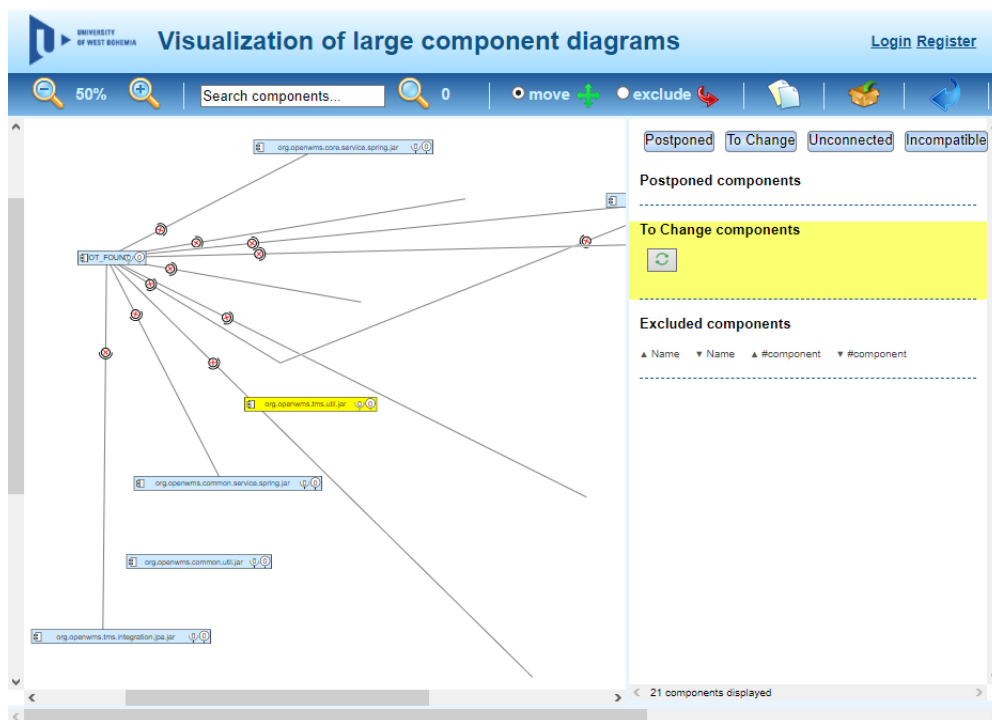 UNIVERSITY
OF WEST BOHEMIA
Visualization of large component diagrams
Login Register
50%
Search components...
0
move
exclude
Postponed To Change Unconnected Incompatible
Postponed components
To Change components
Excluded components
▲ Name ▼ Name ▲ #component ▼ #component
org.openwms.core.service.spring.jar
OT_FOUND
org.openwms.tms.util.jar
org.openwms.common.service.spring.jar
org.openwms.common.util.jar
org.openwms.tms.integration.jpa.jar
21 components displayed